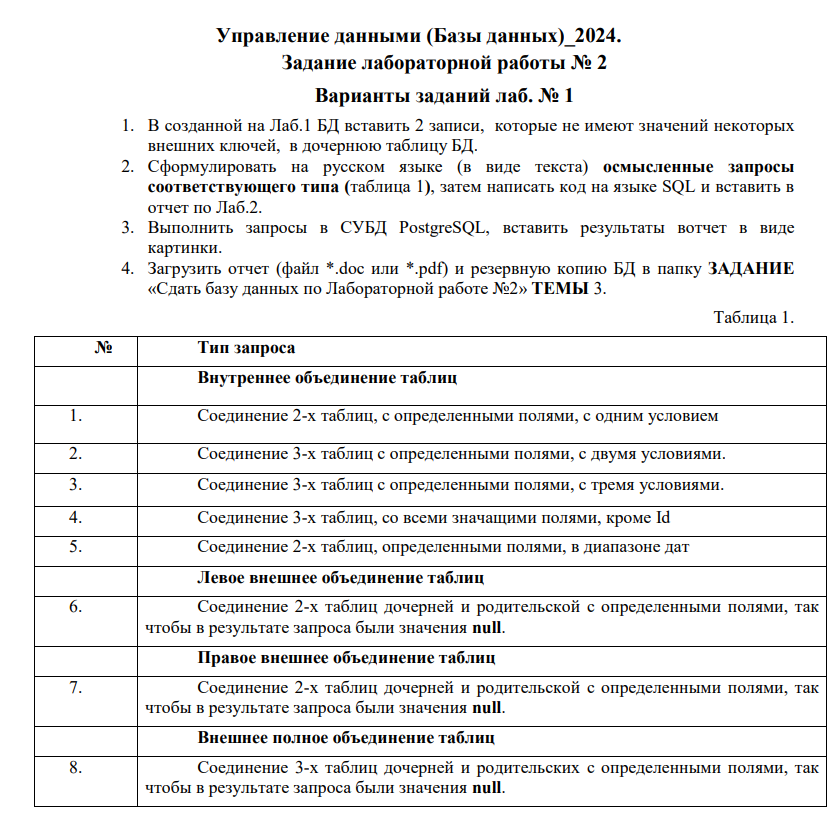 Управление данными (Базы данных)_2024.
Задание лабораторной работы № 2
Варианты заданий лаб. № 1
1. В созданной на Лаб.1 БД вставить 2 записи, которые не имеют значений некоторых
внешних ключей, в дочернюю таблицу БД.
2. Сформулировать на русском языке (в виде текста) осмысленные запросы
соответствующего типа (таблица 1), затем написать код на языке SQL и вставить в
отчет по Лаб.2.
3. Выполнить запросы в СУБД PostgreSQL, вставить результаты вотчет в виде
картинки.
4. Загрузить отчет (файл *.doc или *.pdf) и резервную копию БД в папку ЗАДАНИЕ
«Сдать базу данных по Лабораторной работе №2» ТЕМЫ 3.
Таблица 1.
№ Тип запроса
Внутреннее объединение таблиц
1. Соединение 2-х таблиц, с определенными полями, с одним условием
2. Соединение 3-х таблиц с определенными полями, с двумя условиями.
3. Соединение 3-х таблиц с определенными полями, с тремя условиями.
4. Соединение 3-х таблиц, со всеми значащими полями, кроме Id
5. Соединение 2-х таблиц, определенными полями, в диапазоне дат
Левое внешнее объединение таблиц
6. Соединение 2-х таблиц дочерней и родительской с определенными полями, так
чтобы в результате запроса были значения null.
Правое внешнее объединение таблиц
7. Соединение 2-х таблиц дочерней и родительской с определенными полями, так
чтобы в результате запроса были значения null.
Внешнее полное объединение таблиц
8. Соединение 3-х таблиц дочерней и родительских с определенными полями, так
чтобы в результате запроса были значения null.